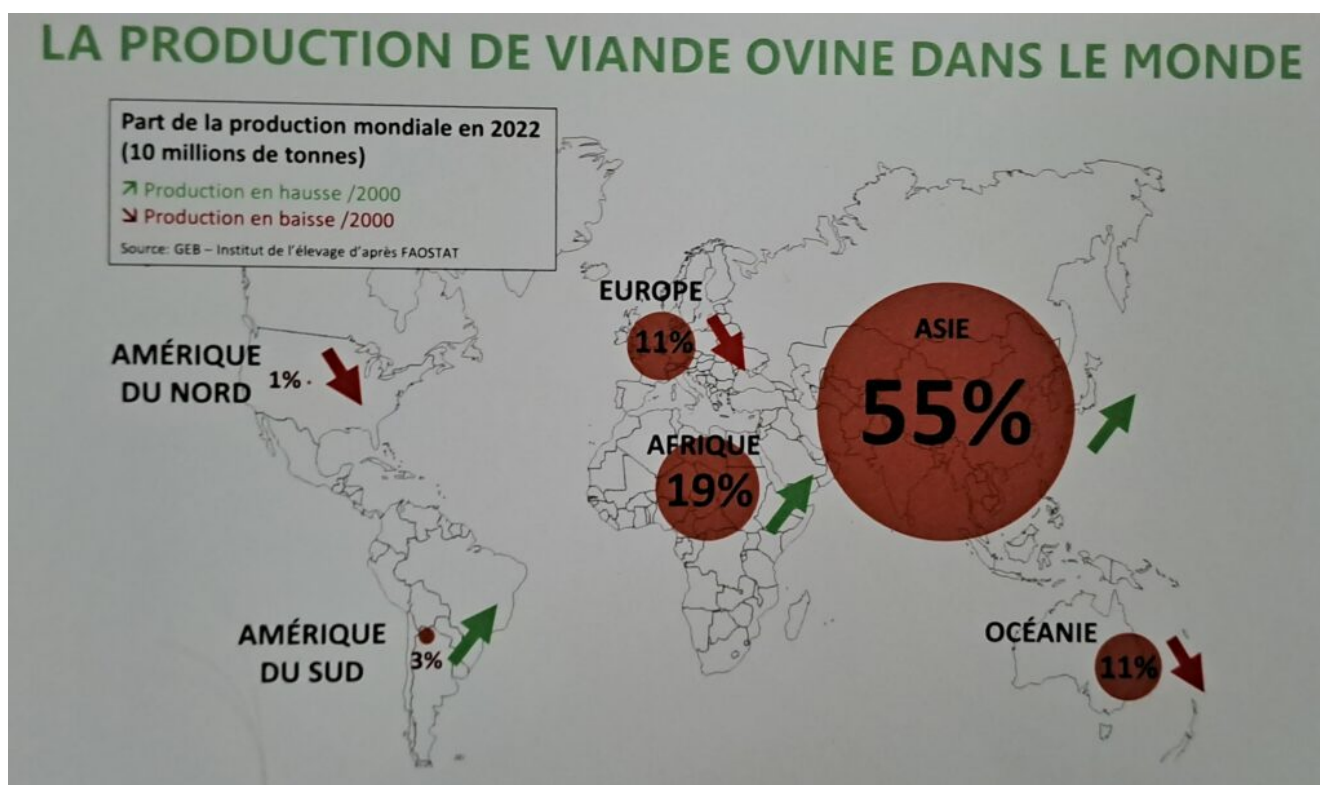 LA PRODUCTION DE VIANDE OVINE DANS LE MONDE
Part de la production mondiale en 2022
(10 millions de tonnes)
↗ Production en hausse /2000
↘ Production en baisse /2000
Source: GEB – Institut de l'élevage d'après FAOSTAT
EUROPE
11%
ASIE
55%
AMÉRIQUE
DU NORD
1%
AFRIQUE
19%
AMÉRIQUE
DU SUD
3%
OCÉANIE
11%